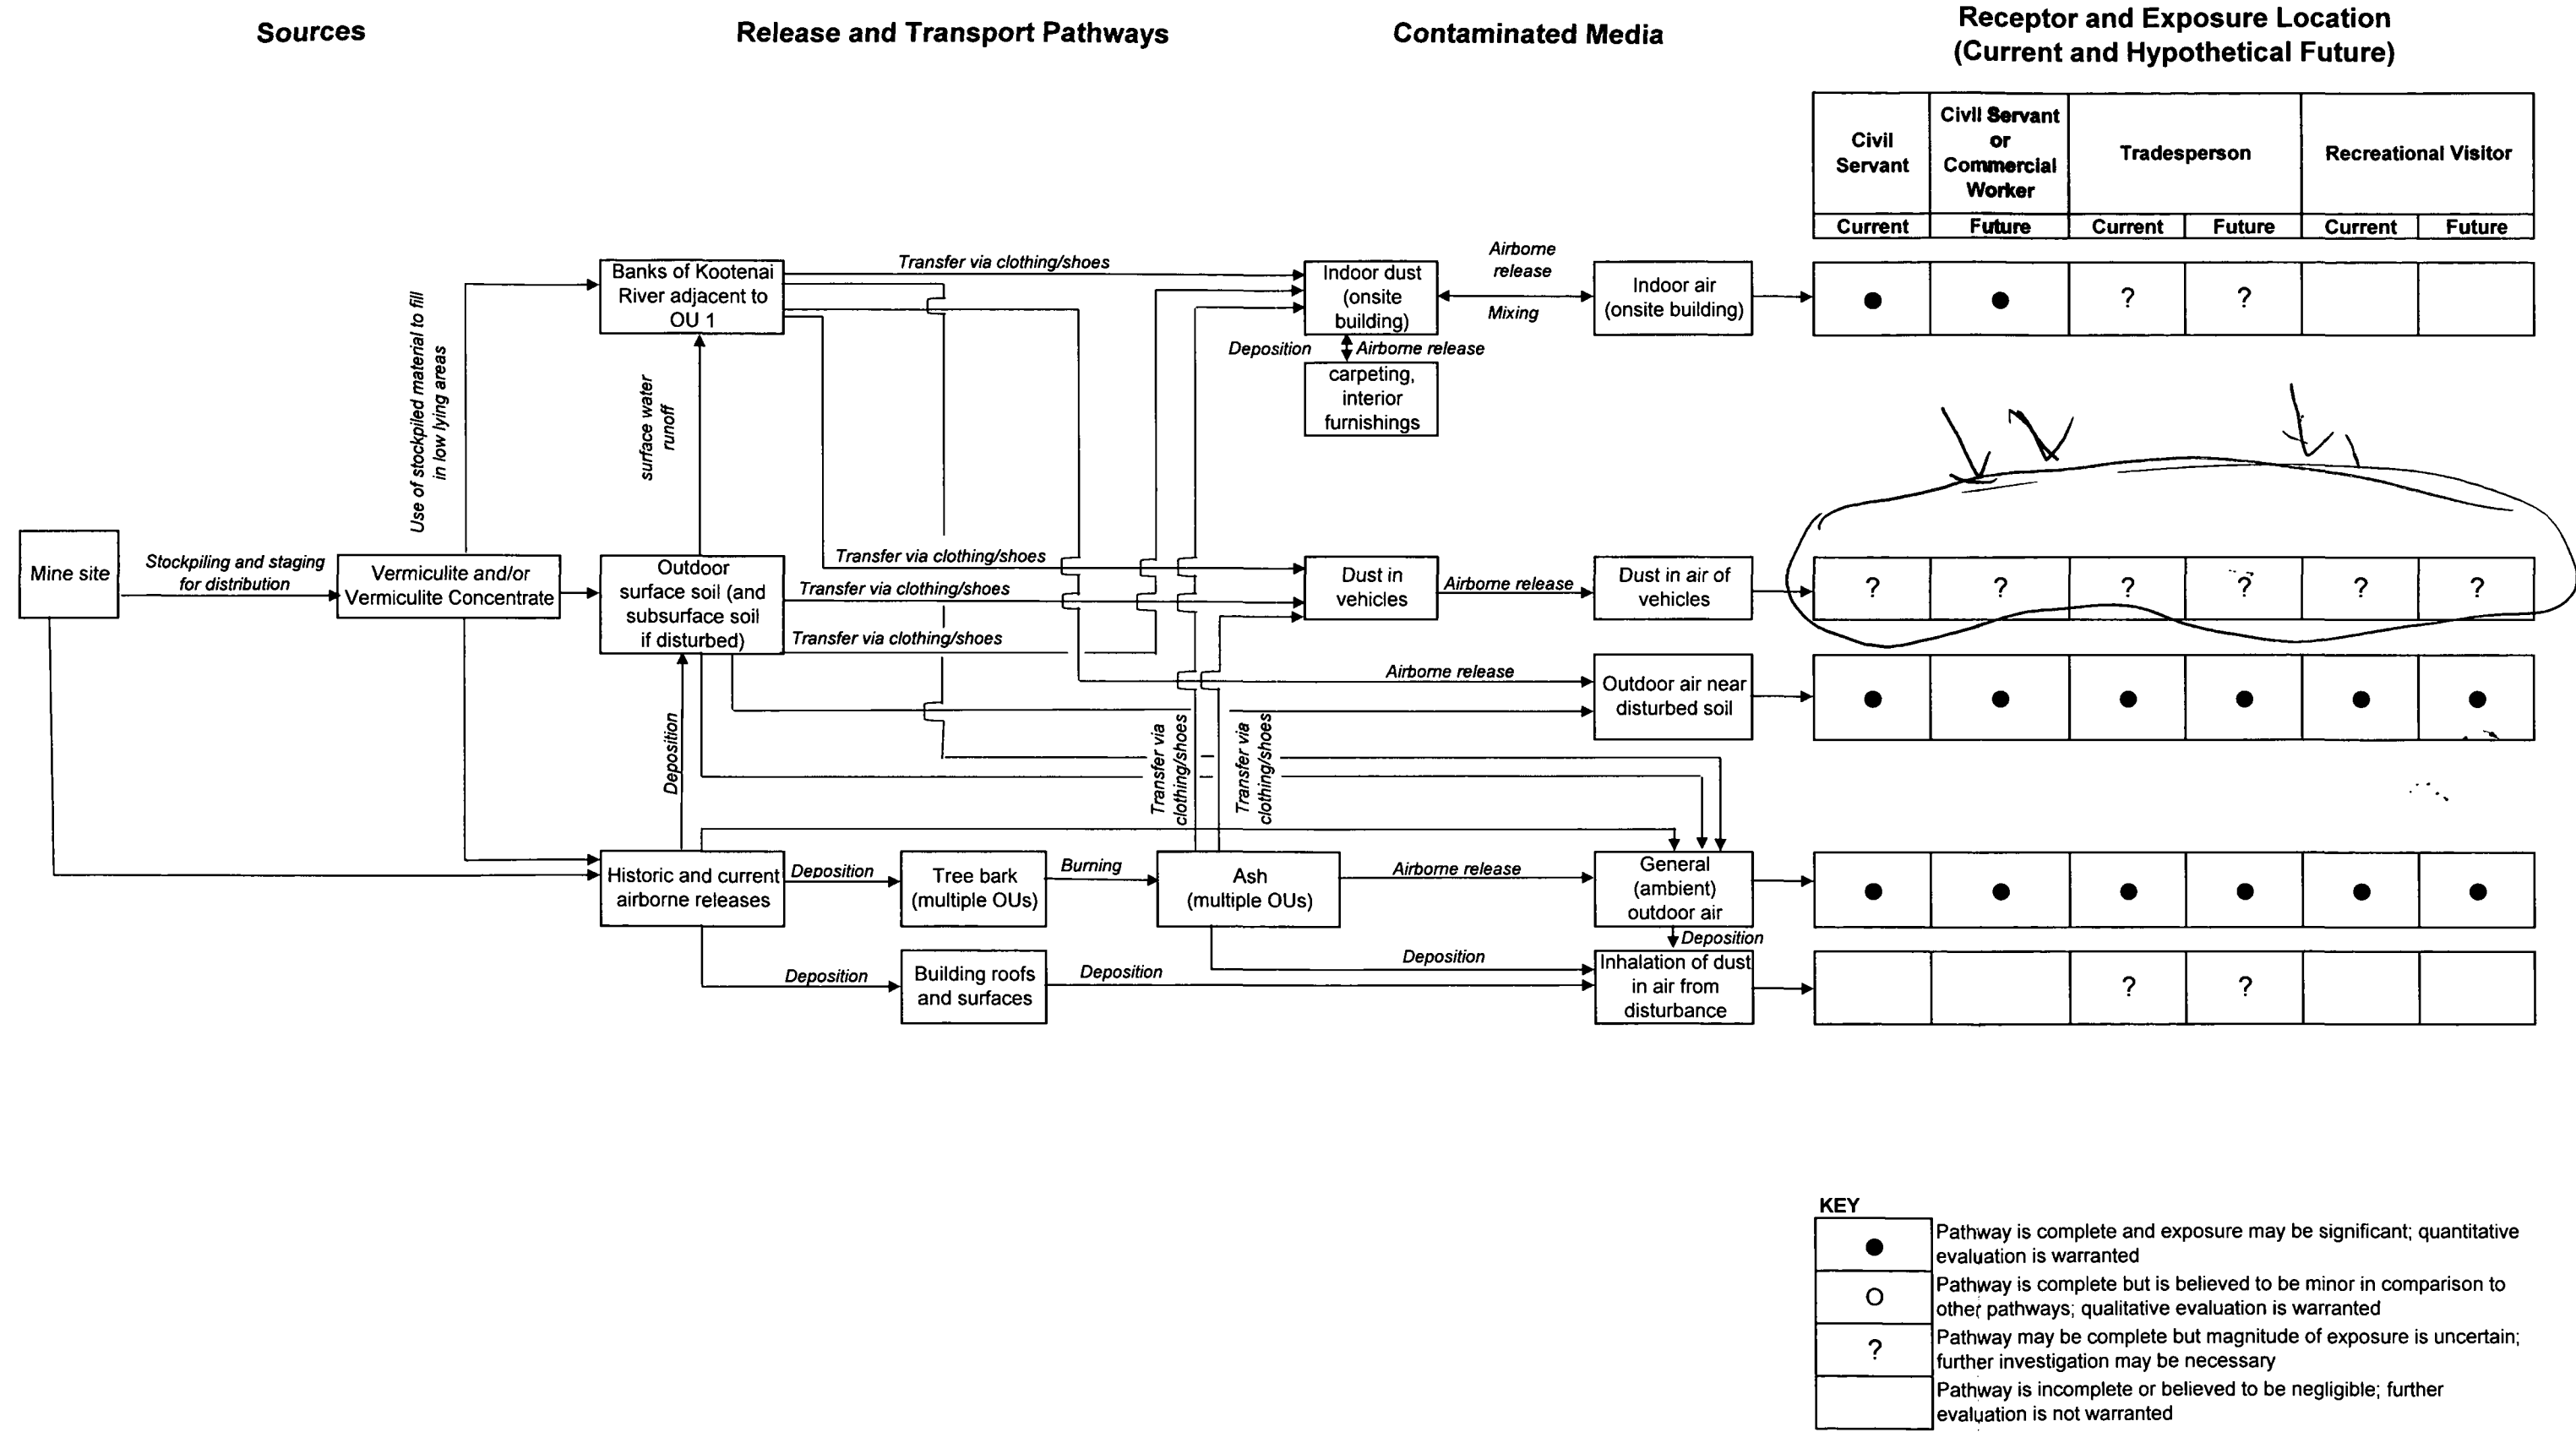 Sources
Release and Transport Pathways
Contaminated Media
Receptor and Exposure Location
(Current and Hypothetical Future)
Civil
Servant
Civil Servant
or
Commercial
Worker
Tradesperson
Recreational Visitor
Current
Future
Current
Future
Current
Future
Use of stockpiled material to fill
in low lying areas
Banks of Kootenai
River adjacent to
OU 1
Transfer via clothing/shoes
Indoor dust
(onsite
building)
Airborne
release
Mixing
Indoor air
(onsite building)
●
●
?
?
Deposition
Airborne release
carpeting,
interior
furnishings
surface water
runoff
Mine site
Stockpiling and staging
for distribution
Vermiculite and/or
Vermiculite Concentrate
Outdoor
surface soil (and
subsurface soil
if disturbed)
Transfer via clothing/shoes
Transfer via clothing/shoes
Transfer via clothing/shoes
Dust in
vehicles
Airborne release
Dust in air of
vehicles
?
?
?
?
?
?
Airborne release
Outdoor air near
disturbed soil
●
●
●
●
●
●
Deposition
Transfer via
clothing/shoes
Transfer via
clothing/shoes
Historic and current
airborne releases
Deposition
Tree bark
(multiple OUs)
Burning
Ash
(multiple OUs)
Airborne release
General
(ambient)
outdoor air
●
●
●
●
●
●
Deposition
Deposition
Building roofs
and surfaces
Deposition
Deposition
Inhalation of dust
in air from
disturbance
?
?
KEY
●
Pathway is complete and exposure may be significant; quantitative
evaluation is warranted
O
Pathway is complete but is believed to be minor in comparison to
other pathways; qualitative evaluation is warranted
?
Pathway may be complete but magnitude of exposure is uncertain;
further investigation may be necessary
Pathway is incomplete or believed to be negligible; further
evaluation is not warranted